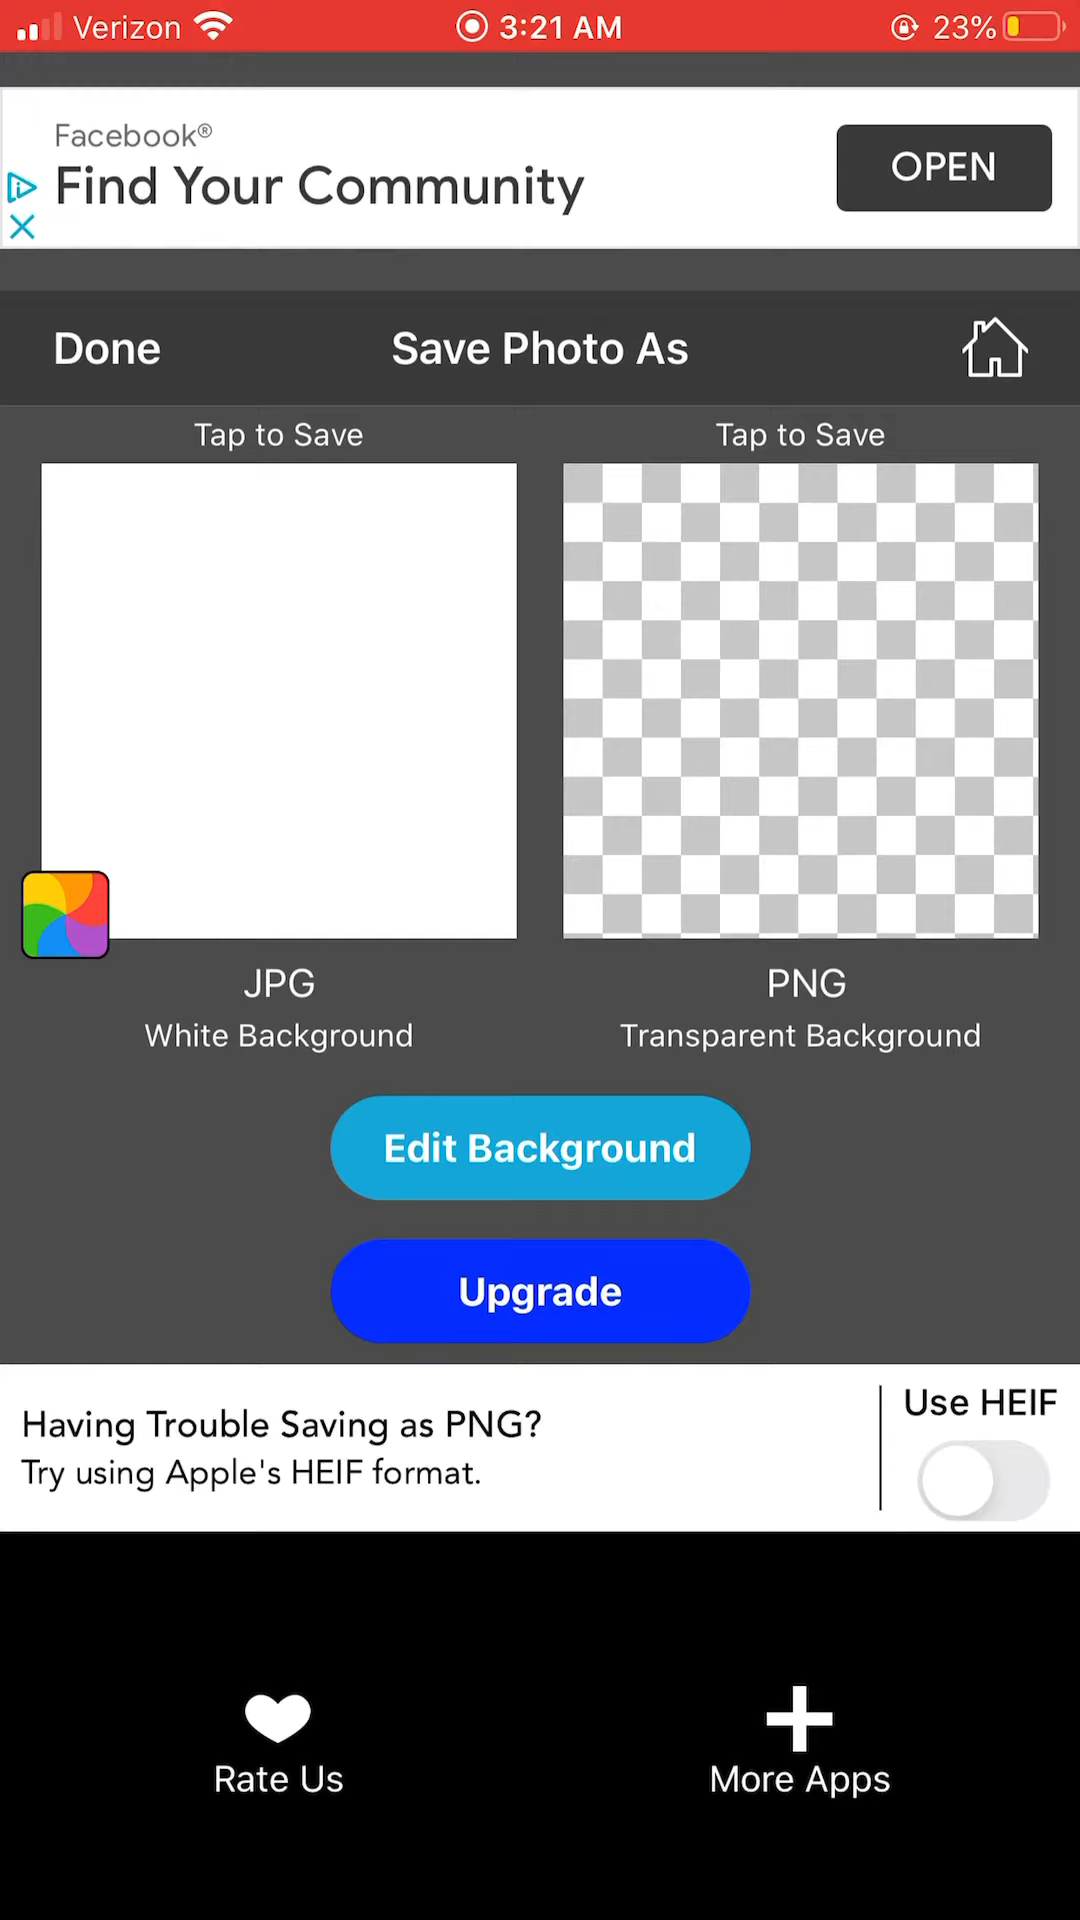 Verizon 3:21 AM 23%
Facebook®
Find Your Community
OPEN
Done Save Photo As
Tap to Save Tap to Save
JPG PNG
White Background Transparent Background
Edit Background
Upgrade
Having Trouble Saving as PNG?
Try using Apple's HEIF format.
Use HEIF
Rate Us More Apps